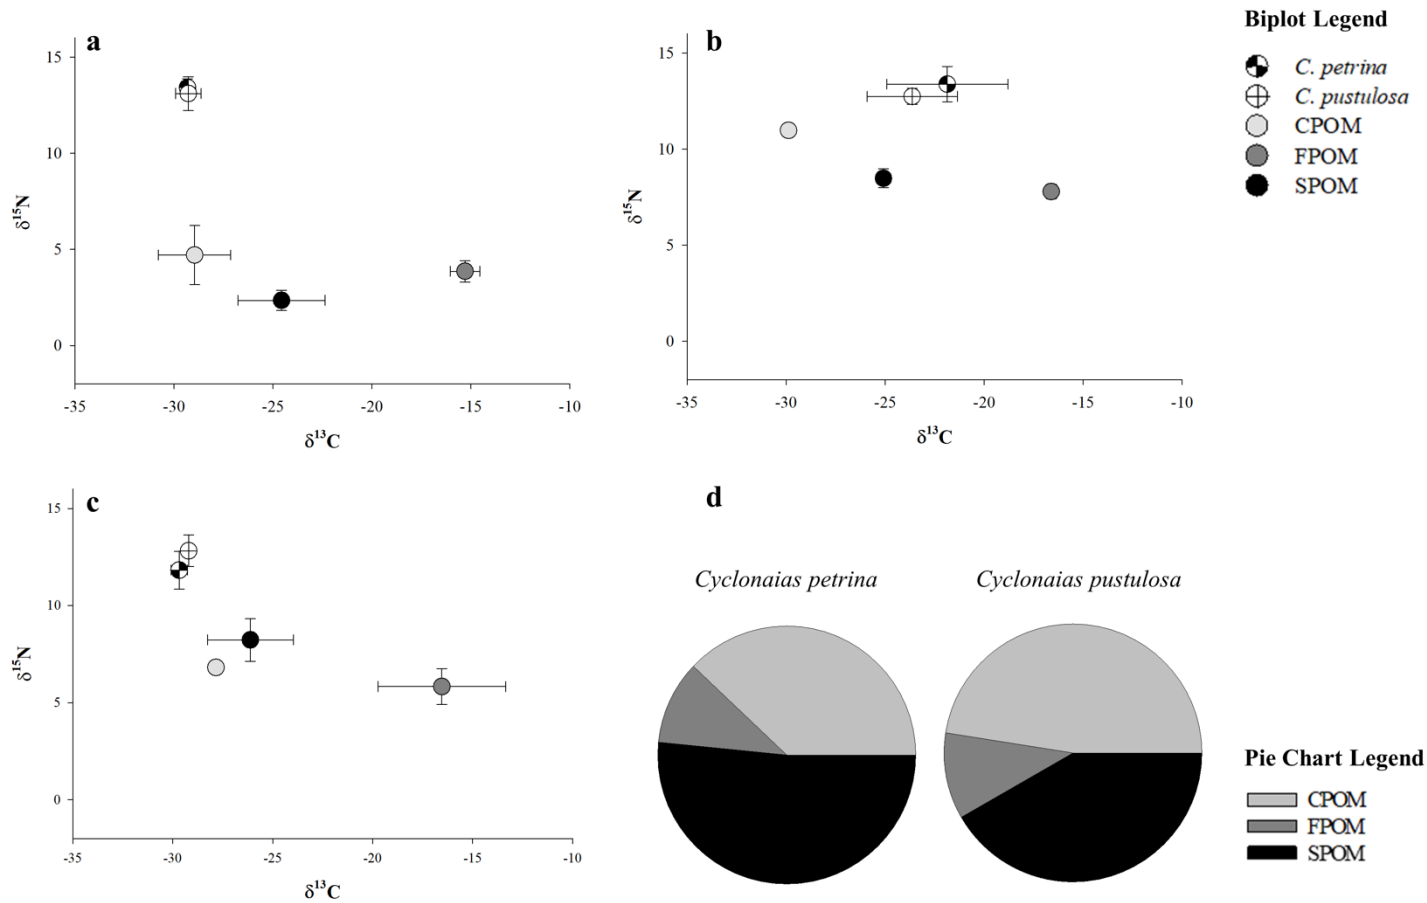 a
15
10
5
0
δ15N
-35 -30 -25 -20 -15 -10
δ13C
b
15
10
5
0
δ15N
-35 -30 -25 -20 -15 -10
δ13C
Biplot Legend
C. petrina
C. pustulosa
CPOM
FPOM
SPOM
c
15
10
5
0
δ15N
-35 -30 -25 -20 -15 -10
δ13C
d
Cyclonaias petrina
Cyclonaias pustulosa
Pie Chart Legend
CPOM
FPOM
SPOM